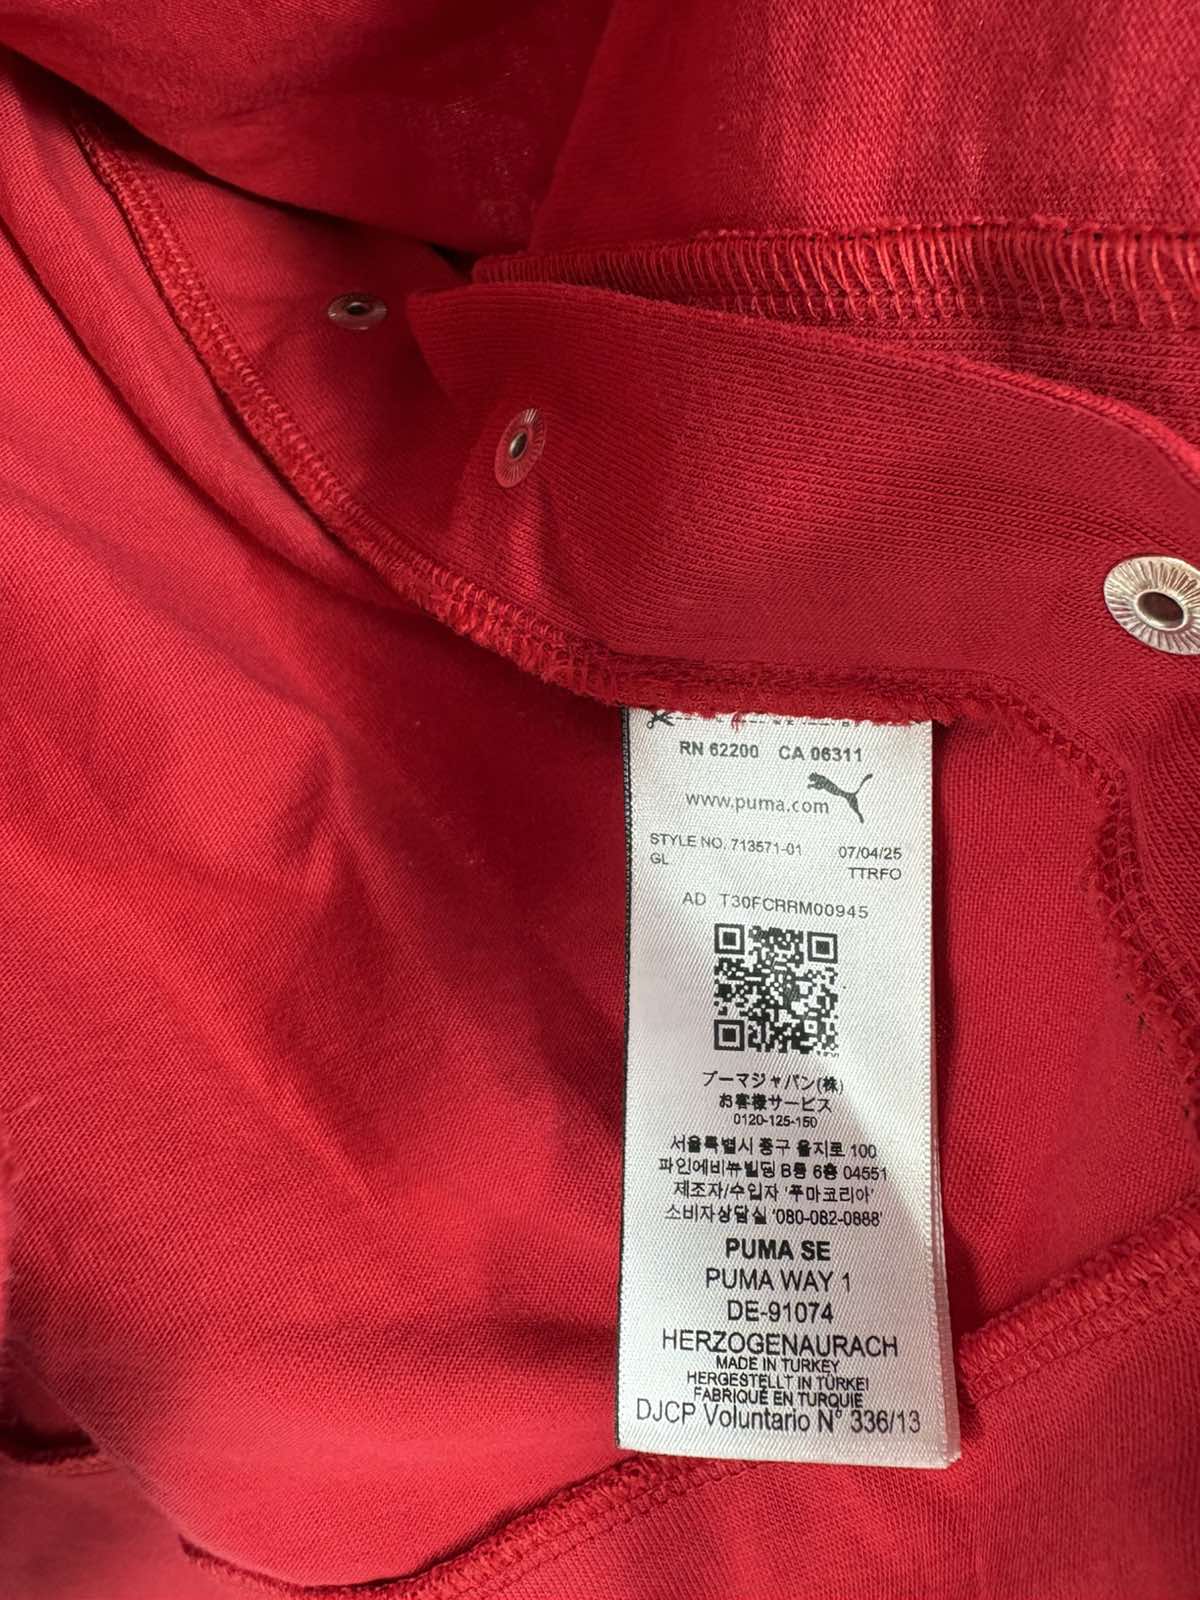 RN 62200 CA 06311
www.puma.com
STYLE NO. 713571-01 07/04/25
GL TTRFO
AD T30FCRRM00945
プーマジャパン(株)
お客様サービス
0120-125-150
서울특별시 중구 을지로 100
파인에비뉴빌딩 B동 6층 04551
제조자/수입자 '푸마코리아'
소비자상담실 '080-082-0888'
PUMA SE
PUMA WAY 1
DE-91074
HERZOGENAURACH
MADE IN TURKEY
HERGESTELLT IN TÜRKEI
FABRIQUÉ EN TURQUIE
DJCP Voluntario N° 336/13